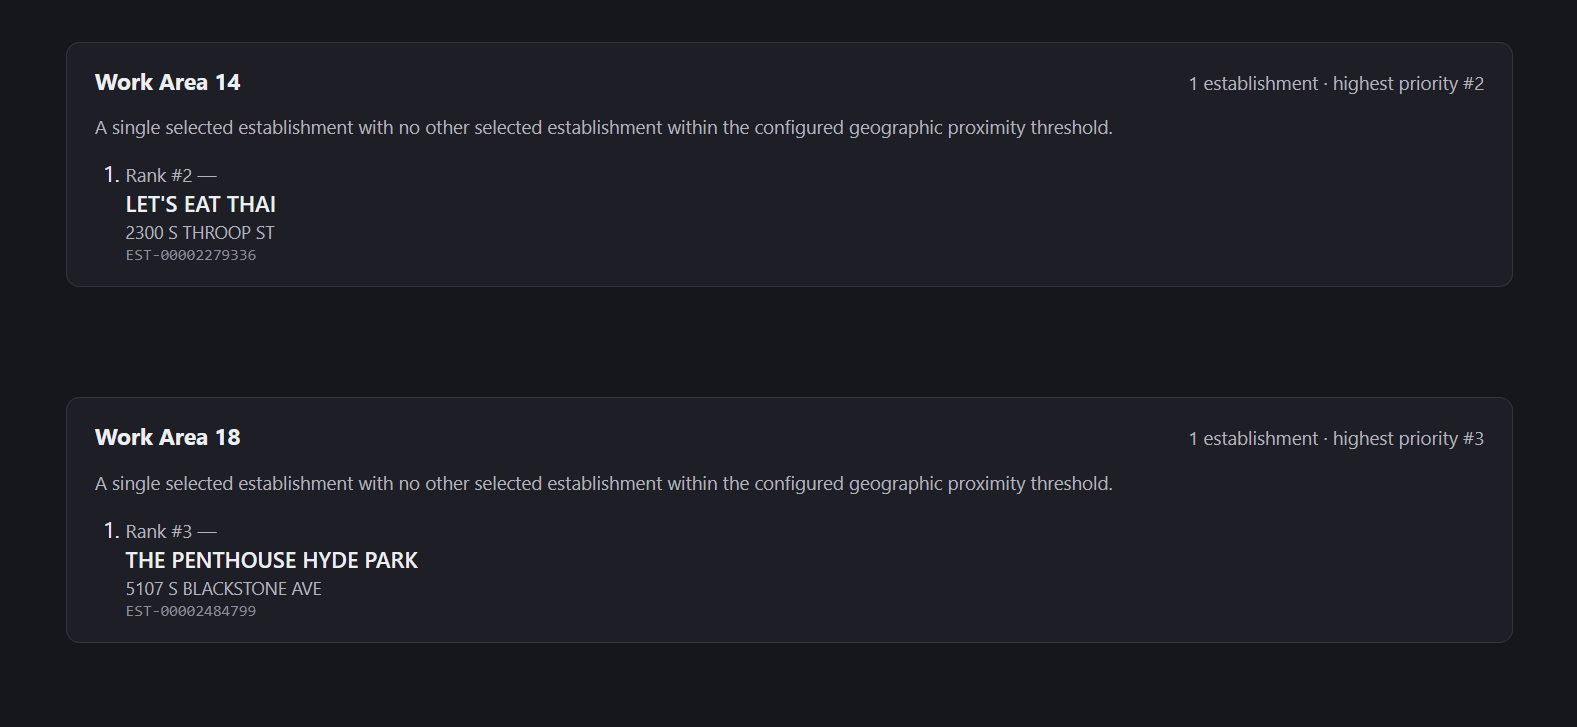 Work Area 14
1 establishment · highest priority #2
A single selected establishment with no other selected establishment within the configured geographic proximity threshold.
1. Rank #2 —
LET'S EAT THAI
2300 S THROOP ST
EST-00002279336
Work Area 18
1 establishment · highest priority #3
A single selected establishment with no other selected establishment within the configured geographic proximity threshold.
1. Rank #3 —
THE PENTHOUSE HYDE PARK
5107 S BLACKSTONE AVE
EST-00002484799